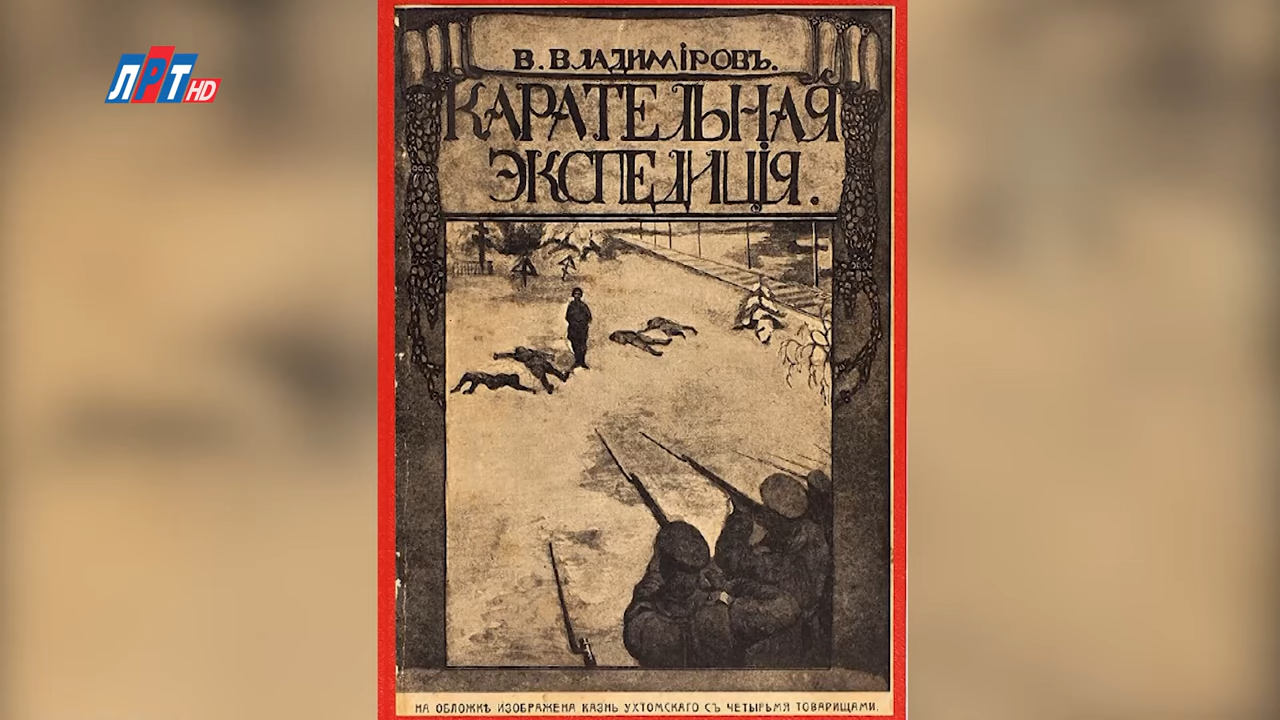 ЛРТ HD
В. ВЛАДИМІРОВЪ.
КАРАТЕЛЬНАЯ
ЭКСПЕДИЦІЯ.
НА ОБЛОЖКѢ ИЗОБРАЖЕНА КАЗНЬ УХТОМСКАГО СЪ ЧЕТЫРЬМЯ ТОВАРИЩАМИ.